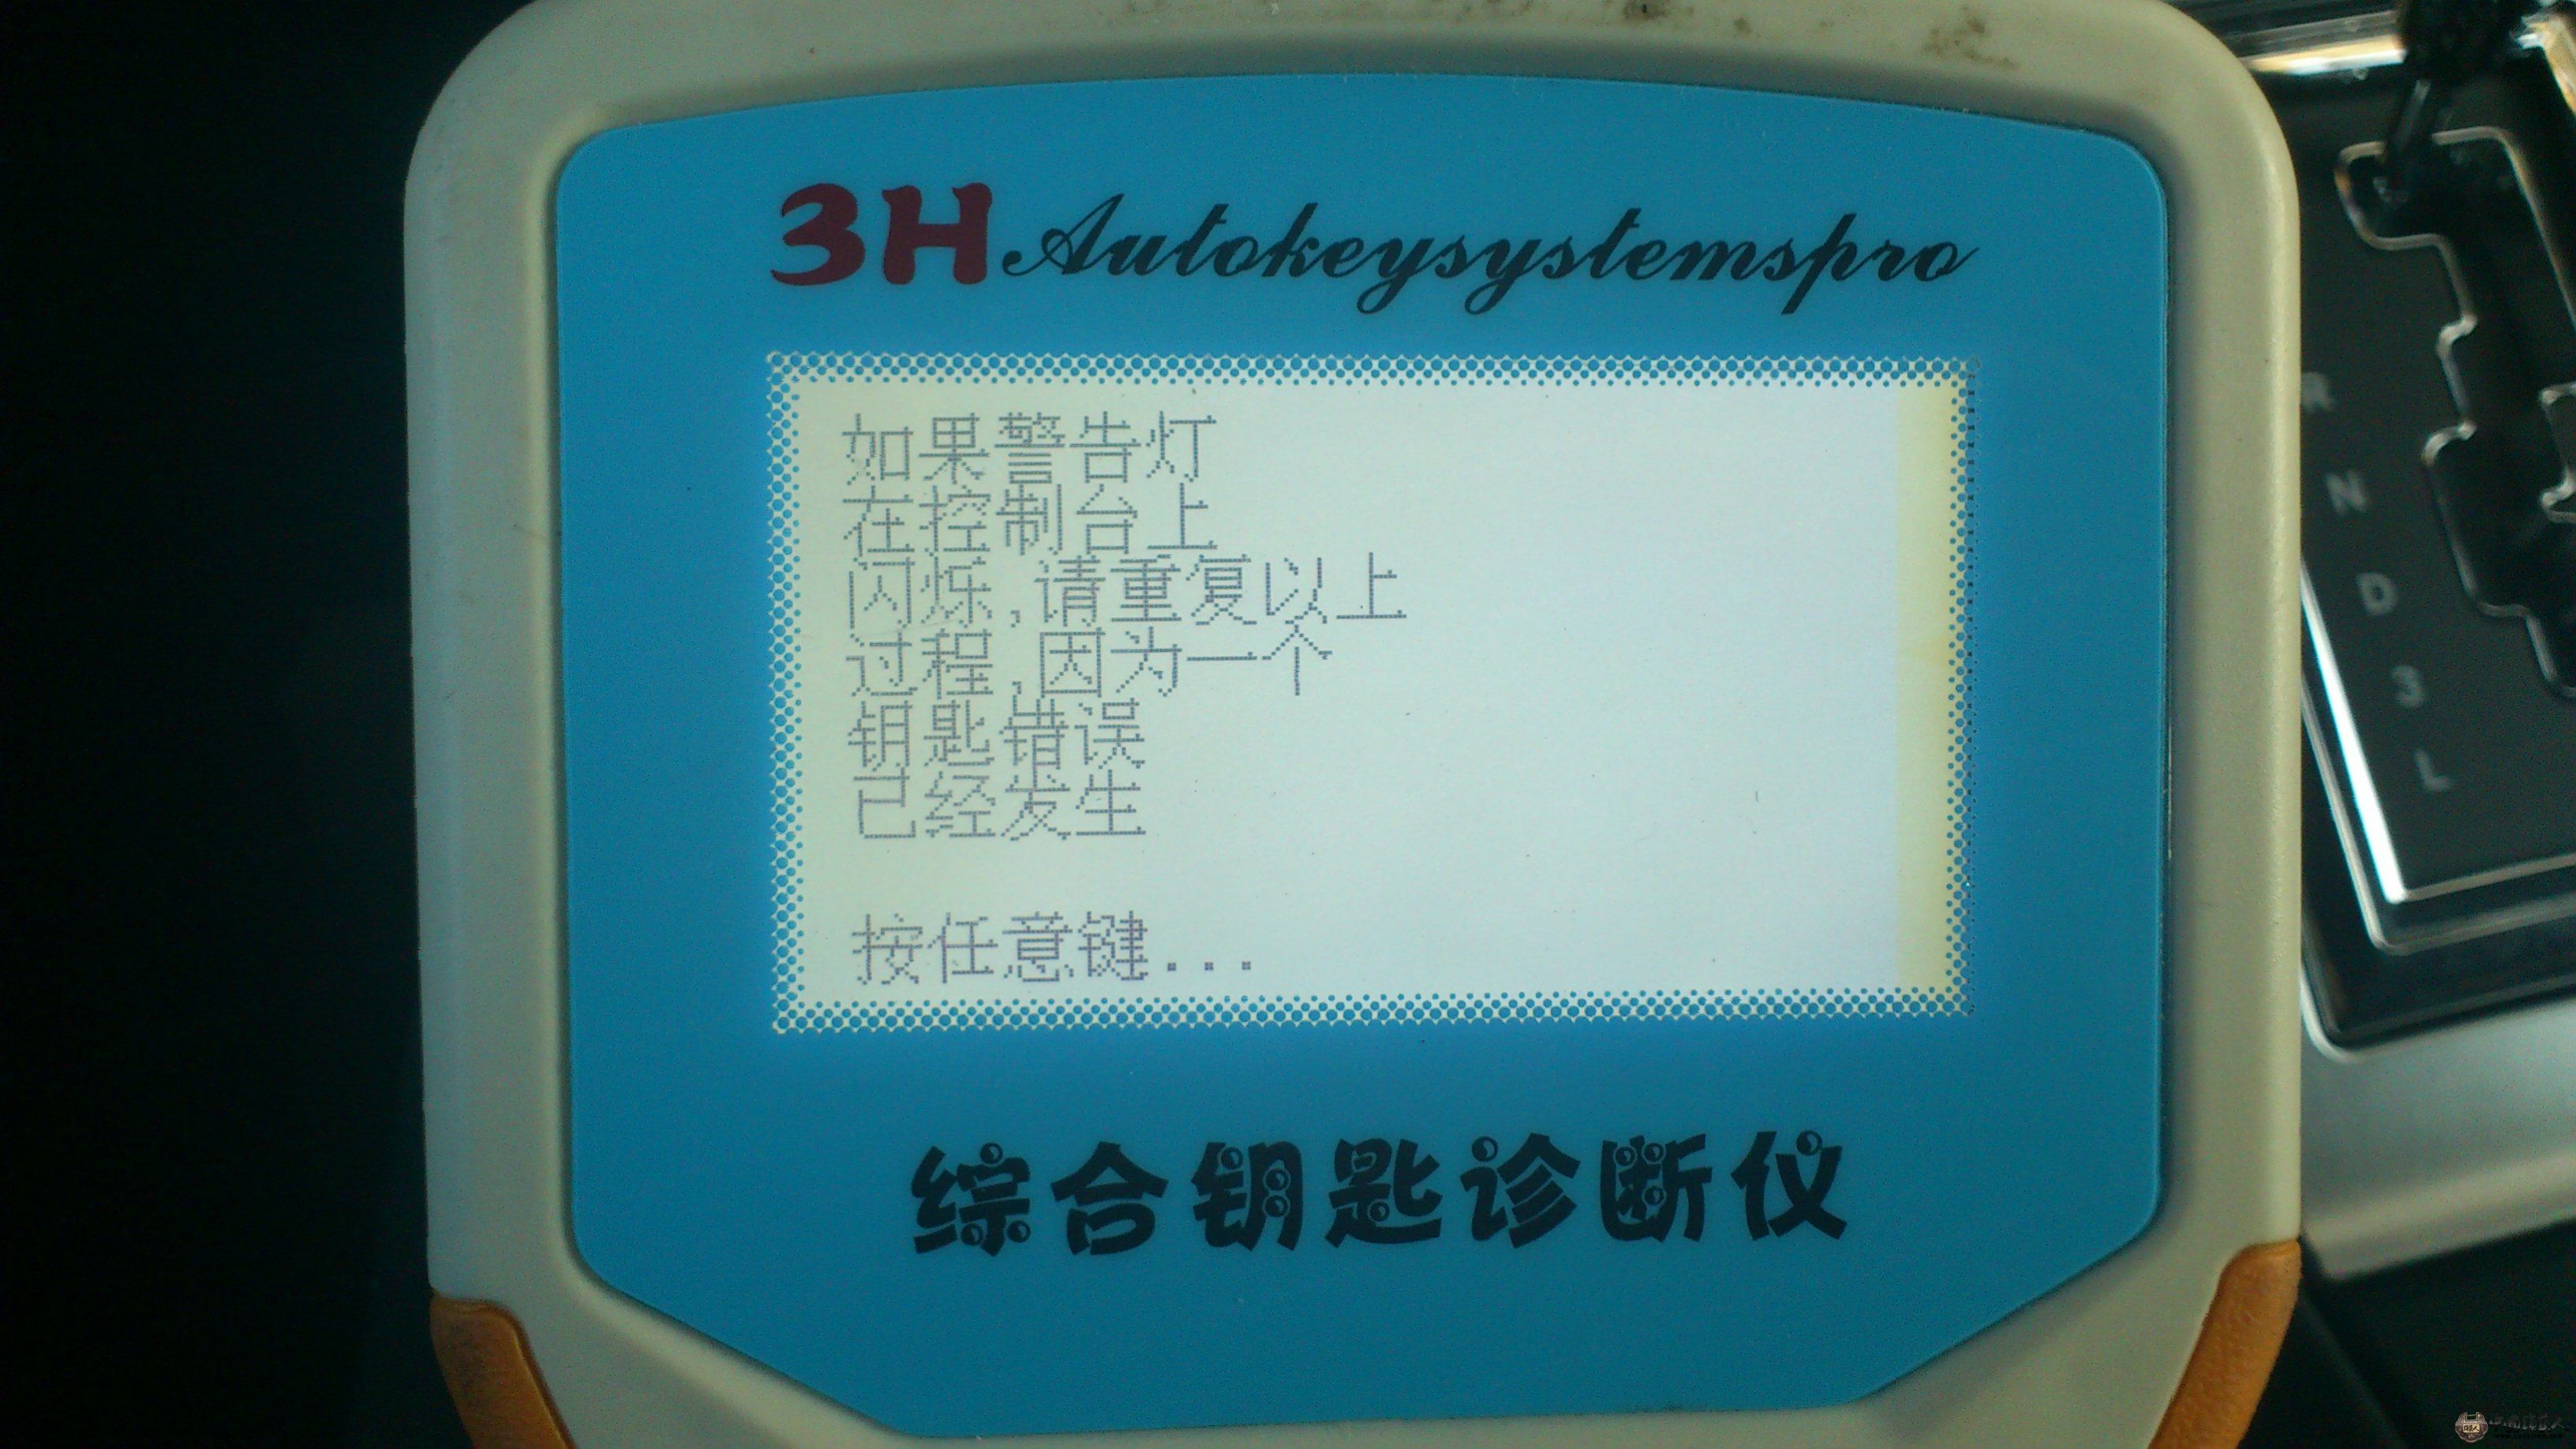 3H Autokeysystemspro
如果警告灯
在控制台上
闪烁,请重复以上
过程,因为一个
钥匙错误
已经发生
按任意键...
综合钥匙诊断仪
R
N
D
3
L